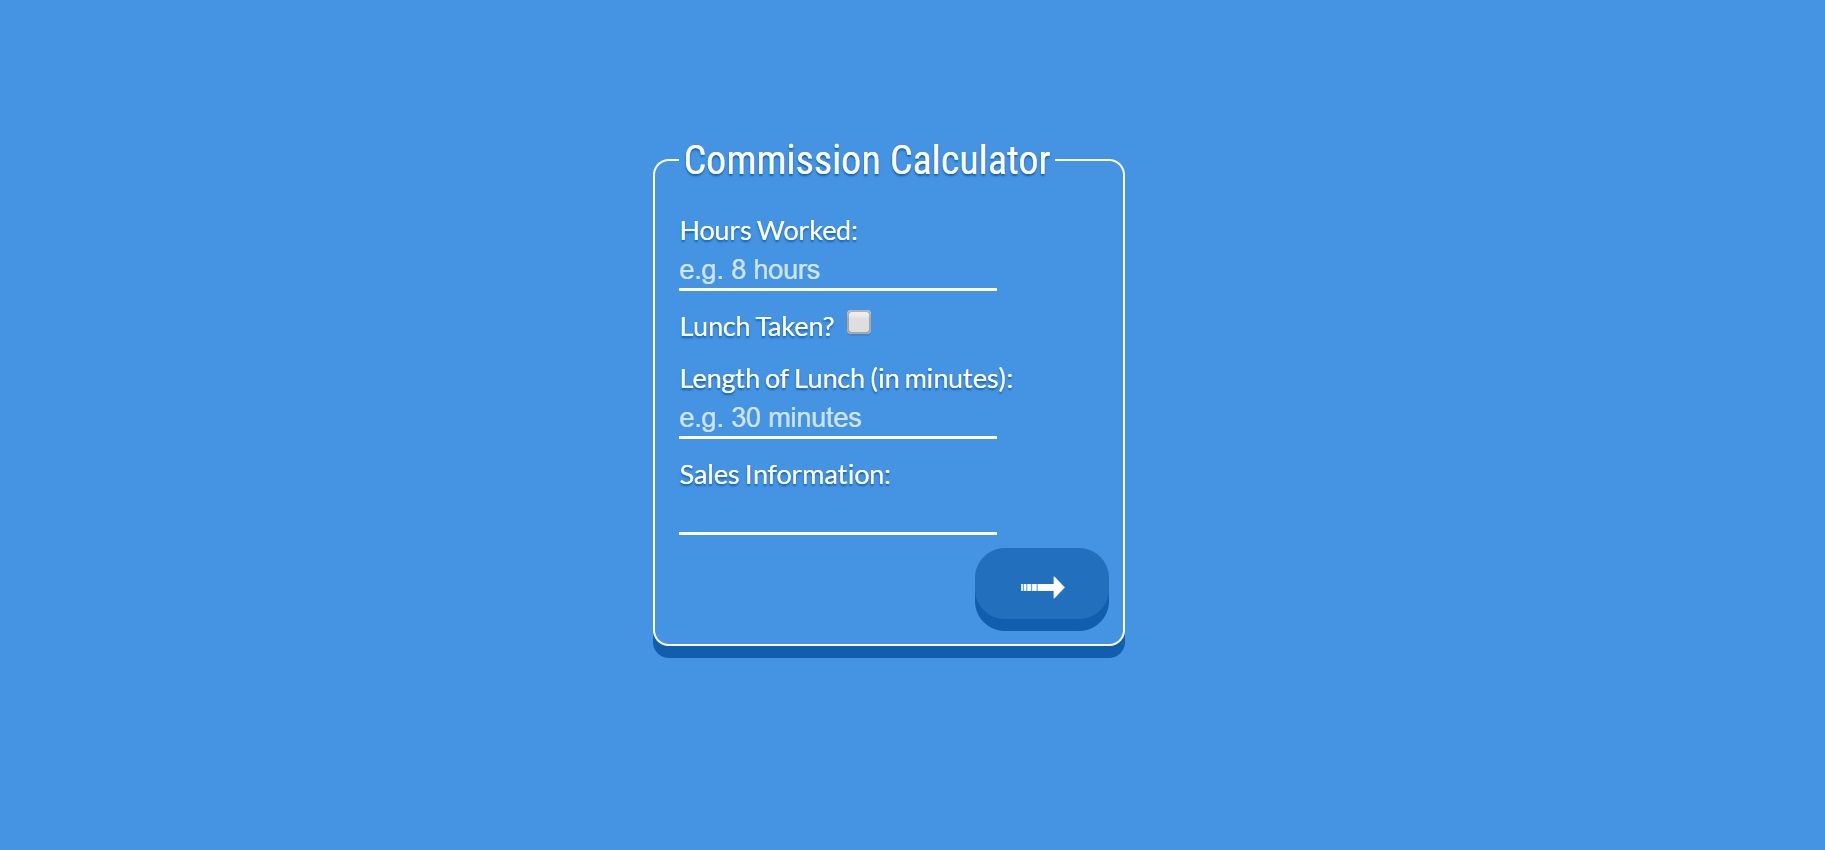 Commission Calculator
Hours Worked:
e.g. 8 hours
Lunch Taken?
Length of Lunch (in minutes):
e.g. 30 minutes
Sales Information: